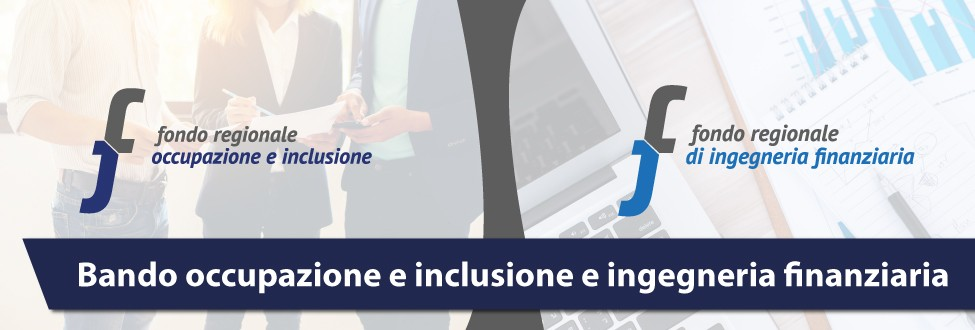 fondo regionale
occupazione e inclusione
fondo regionale
di ingegneria finanziaria
Bando occupazione e inclusione e ingegneria finanziaria